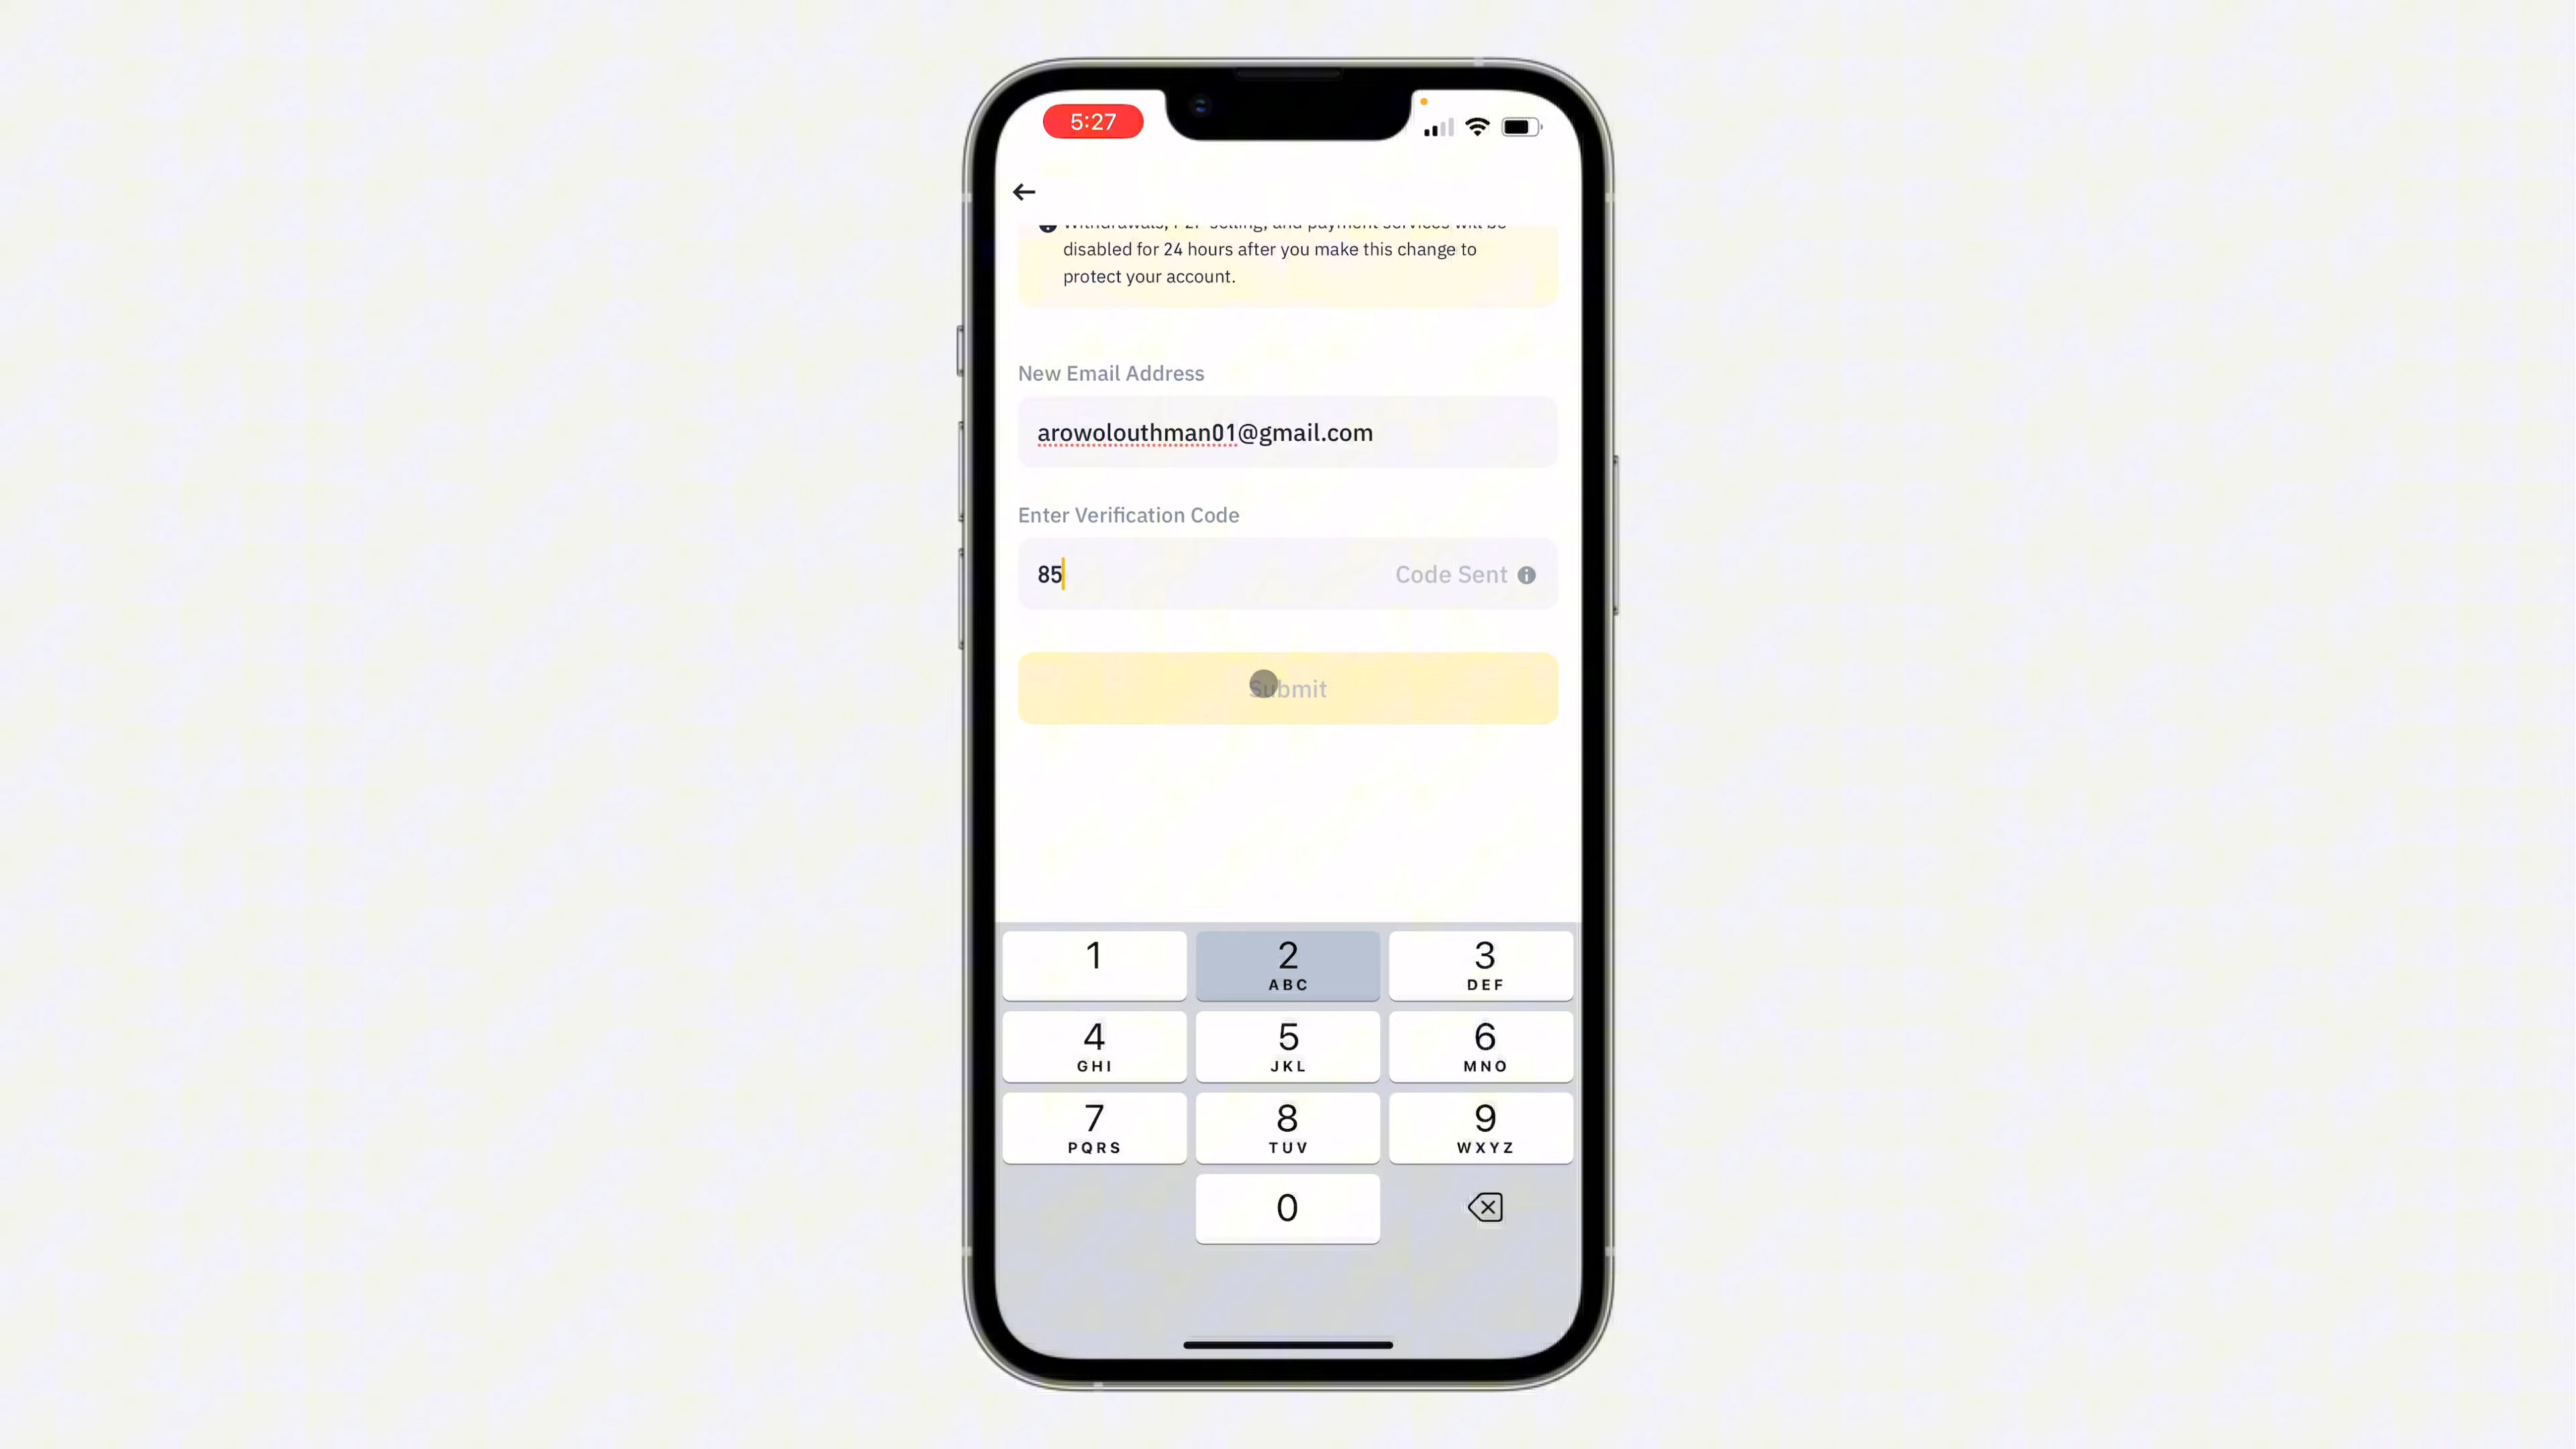 5:27
Withdrawals, P2P selling, and payment services will be
disabled for 24 hours after you make this change to
protect your account.
New Email Address
arowolouthman01@gmail.com
Enter Verification Code
85
Code Sent
Submit
1
2
ABC
3
DEF
4
GHI
5
JKL
6
MNO
7
PQRS
8
TUV
9
WXYZ
0